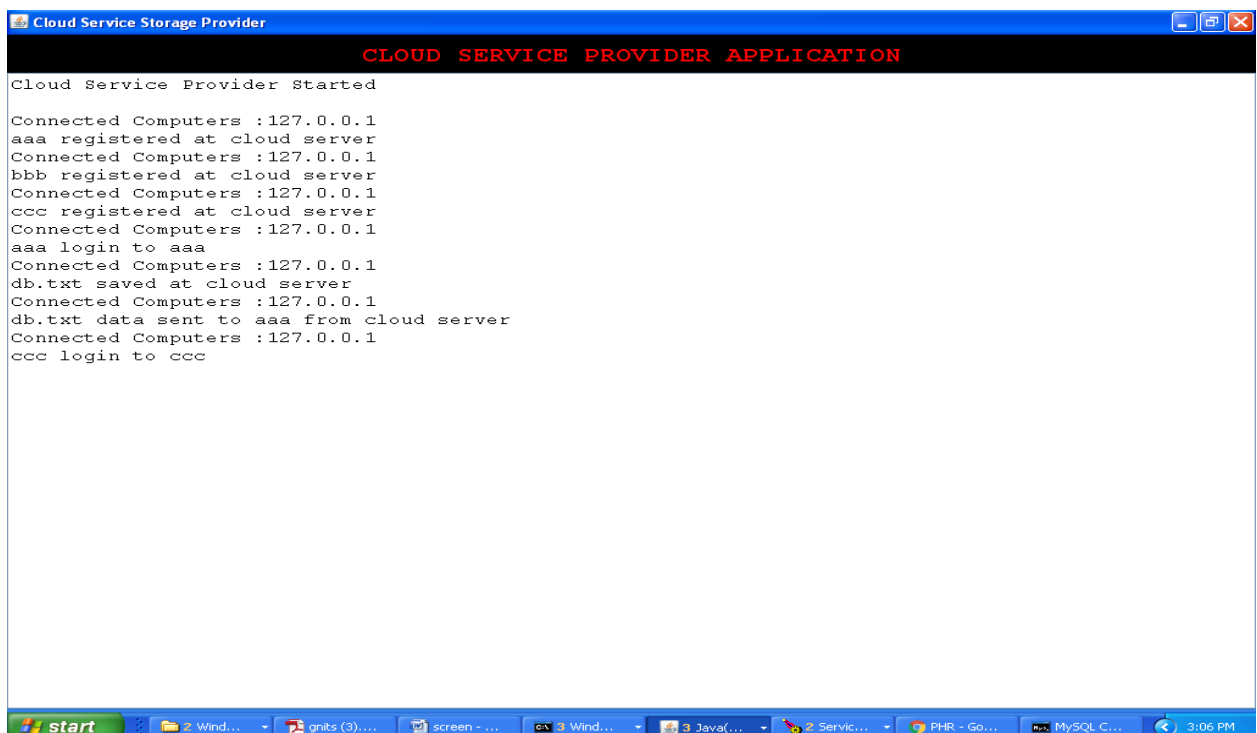 Cloud Service Storage Provider
CLOUD SERVICE PROVIDER APPLICATION
Cloud Service Provider Started
Connected Computers :127.0.0.1
aaa registered at cloud server
Connected Computers :127.0.0.1
bbb registered at cloud server
Connected Computers :127.0.0.1
ccc registered at cloud server
Connected Computers :127.0.0.1
aaa login to aaa
Connected Computers :127.0.0.1
db.txt saved at cloud server
Connected Computers :127.0.0.1
db.txt data sent to aaa from cloud server
Connected Computers :127.0.0.1
ccc login to ccc
start 2 Wind... gnits (3).... screen - ... 3 Wind... 3 Java(... 2 Servic... PHR - Go... MySQL C... 3:06 PM